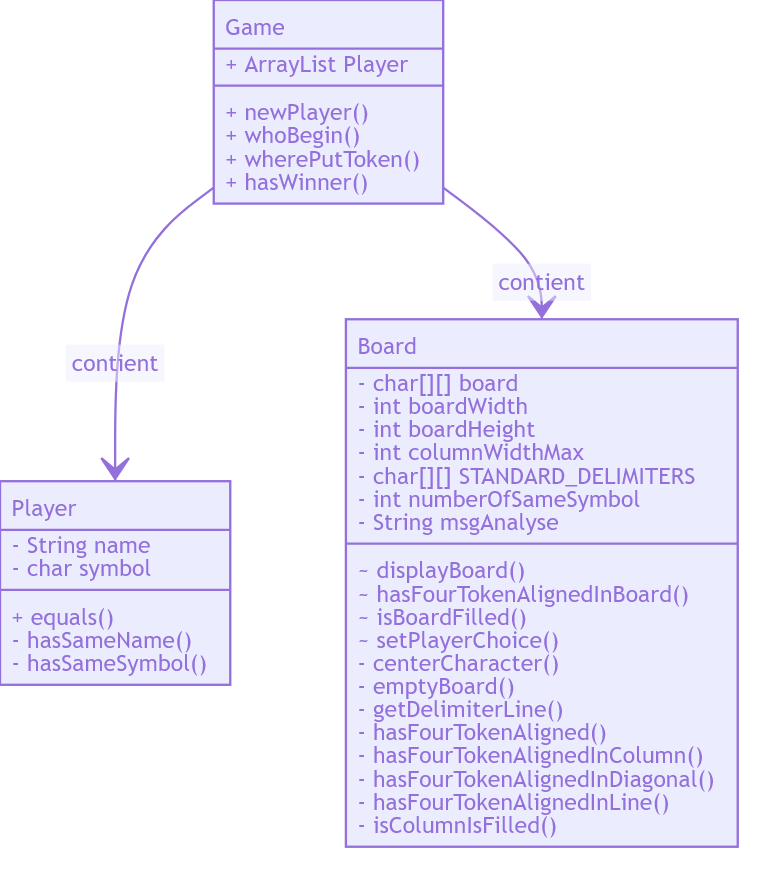 Game
+ ArrayList Player
+ newPlayer()
+ whoBegin()
+ wherePutToken()
+ hasWinner()
contient
contient
Board
- char[][] board
- int boardWidth
- int boardHeight
- int columnWidthMax
- char[][] STANDARD_DELIMITERS
- int numberOfSameSymbol
- String msgAnalyse
~ displayBoard()
~ hasFourTokenAlignedInBoard()
~ isBoardFilled()
~ setPlayerChoice()
- centerCharacter()
- emptyBoard()
- getDelimiterLine()
- hasFourTokenAligned()
- hasFourTokenAlignedInColumn()
- hasFourTokenAlignedInDiagonal()
- hasFourTokenAlignedInLine()
- isColumnIsFilled()
Player
- String name
- char symbol
+ equals()
- hasSameName()
- hasSameSymbol()